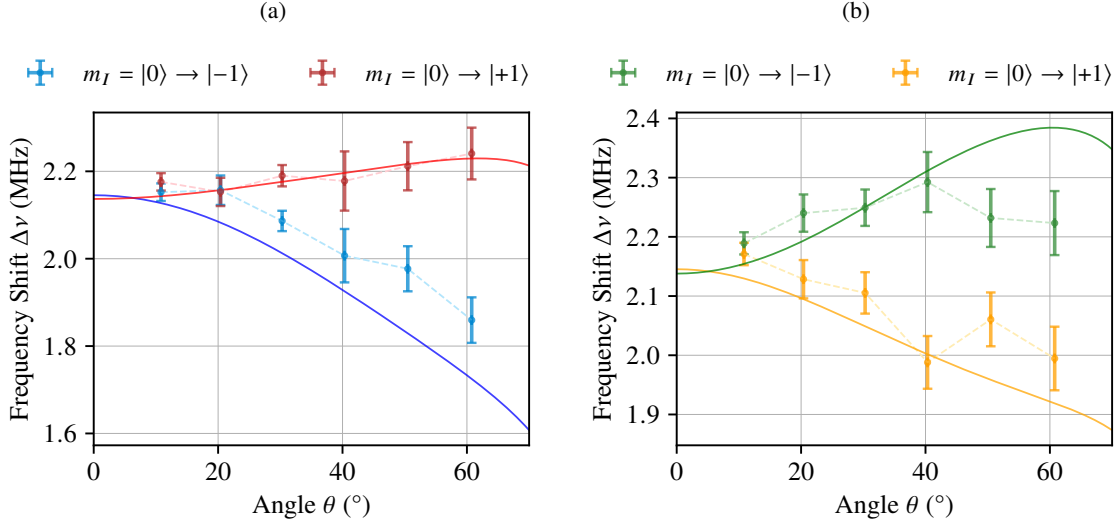 (a)
m_I = |0⟩ → |−1⟩ m_I = |0⟩ → |+1⟩
Frequency Shift Δν (MHz)
2.2
2.0
1.8
1.6
0 20 40 60
Angle θ (°)
(b)
m_I = |0⟩ → |−1⟩ m_I = |0⟩ → |+1⟩
Frequency Shift Δν (MHz)
2.4
2.3
2.2
2.1
2.0
1.9
0 20 40 60
Angle θ (°)